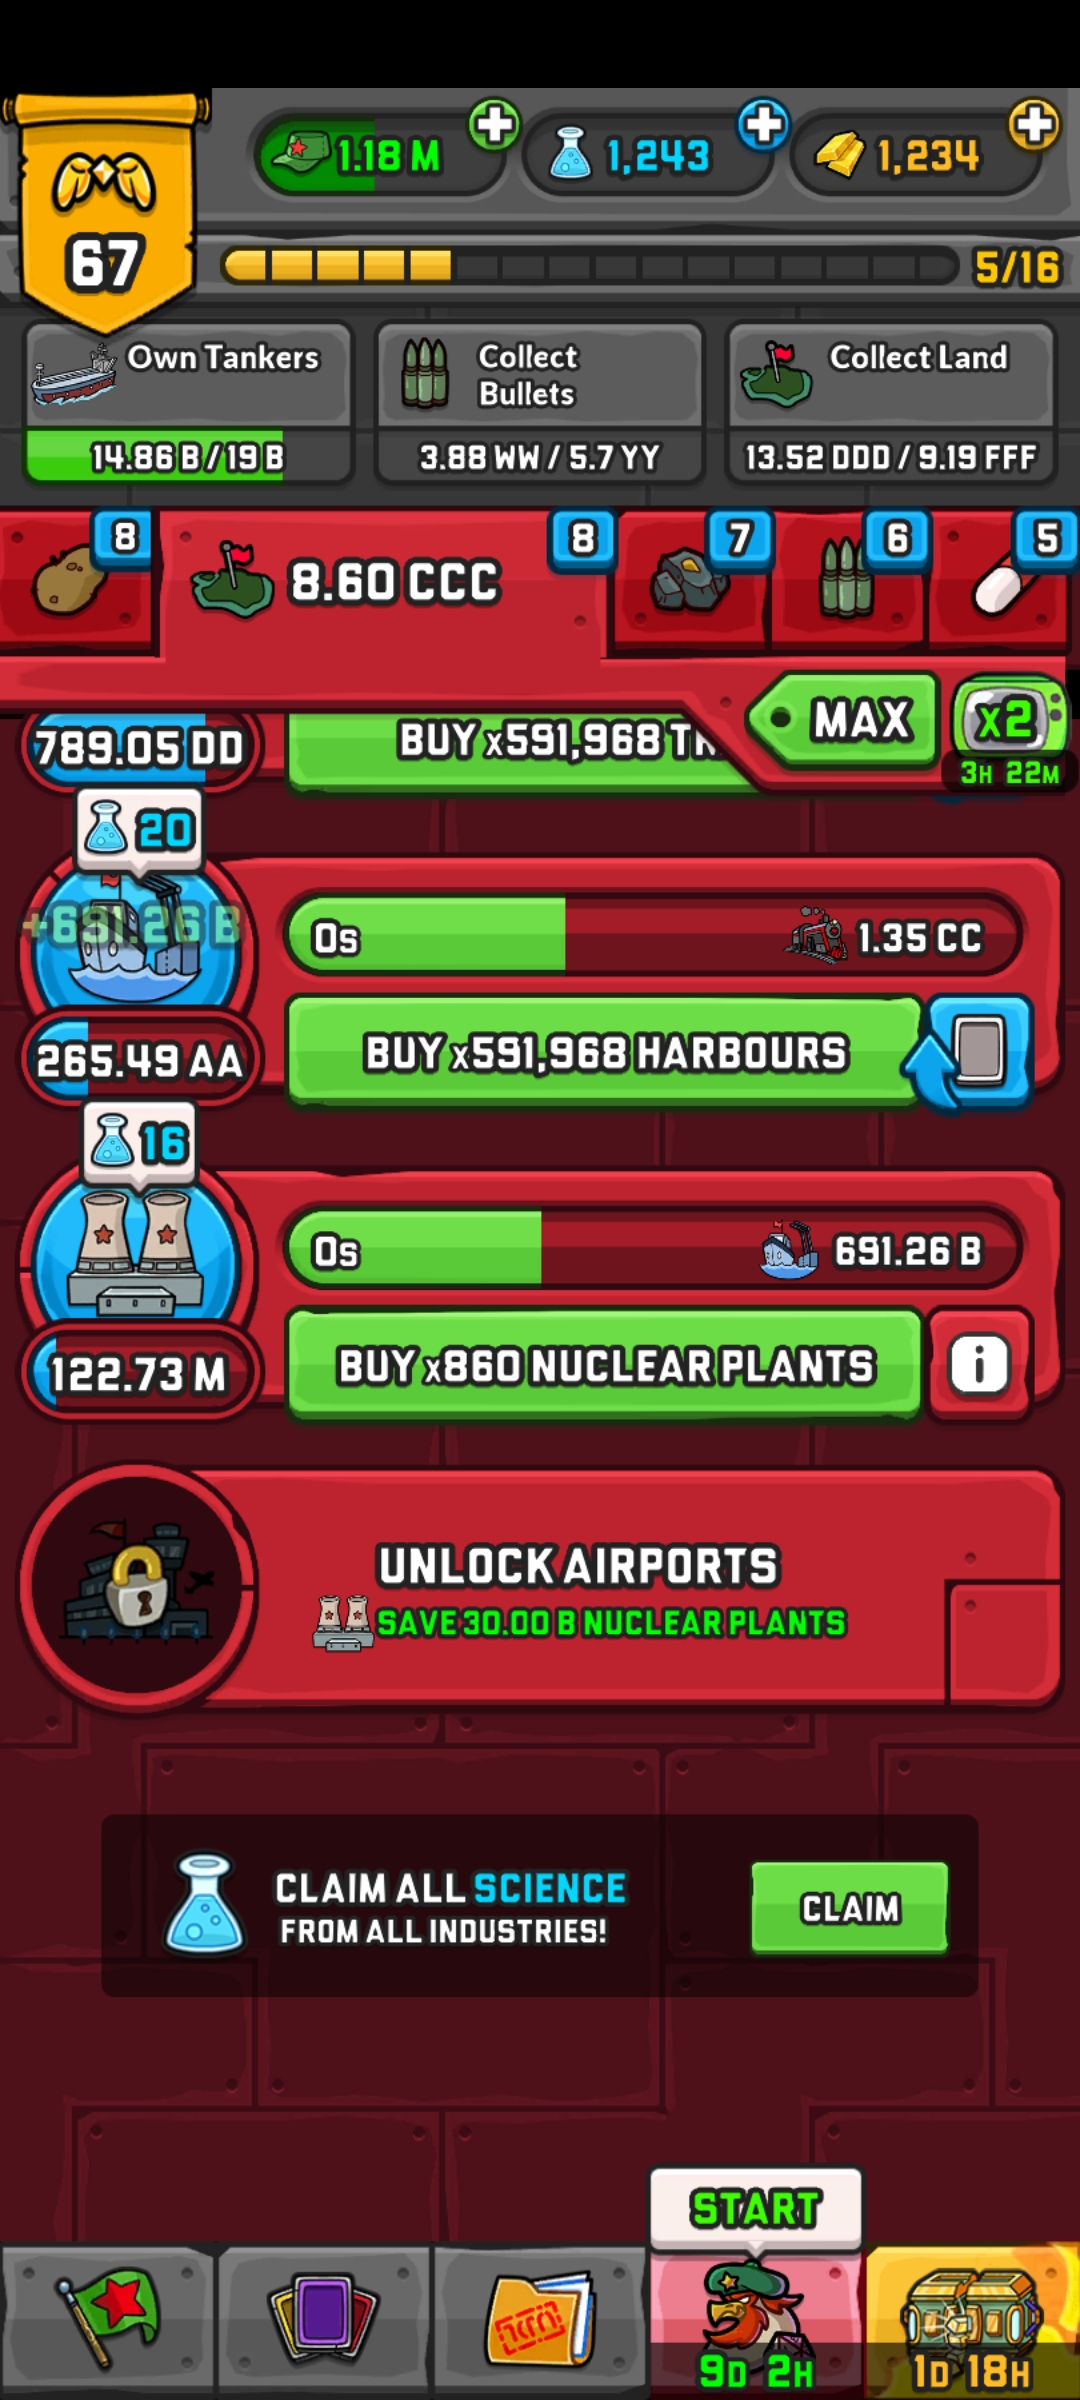 1.18 M
1,243
1,234
67
5/16
Own Tankers
14.86 B / 19 B
Collect
Bullets
3.88 WW / 5.7 YY
Collect Land
13.52 DDD / 9.19 FFF
8
8.60 CCC
8
7
6
5
MAX
x2
3H 22M
789.05 DD
BUY x591,968 TR
20
+691.26 B
0s
1.35 CC
265.49 AA
BUY x591,968 HARBOURS
16
0s
691.26 B
122.73 M
BUY x860 NUCLEAR PLANTS
i
UNLOCK AIRPORTS
SAVE 30.00 B NUCLEAR PLANTS
CLAIM ALL SCIENCE
FROM ALL INDUSTRIES!
CLAIM
START
9D 2H
1D 18H